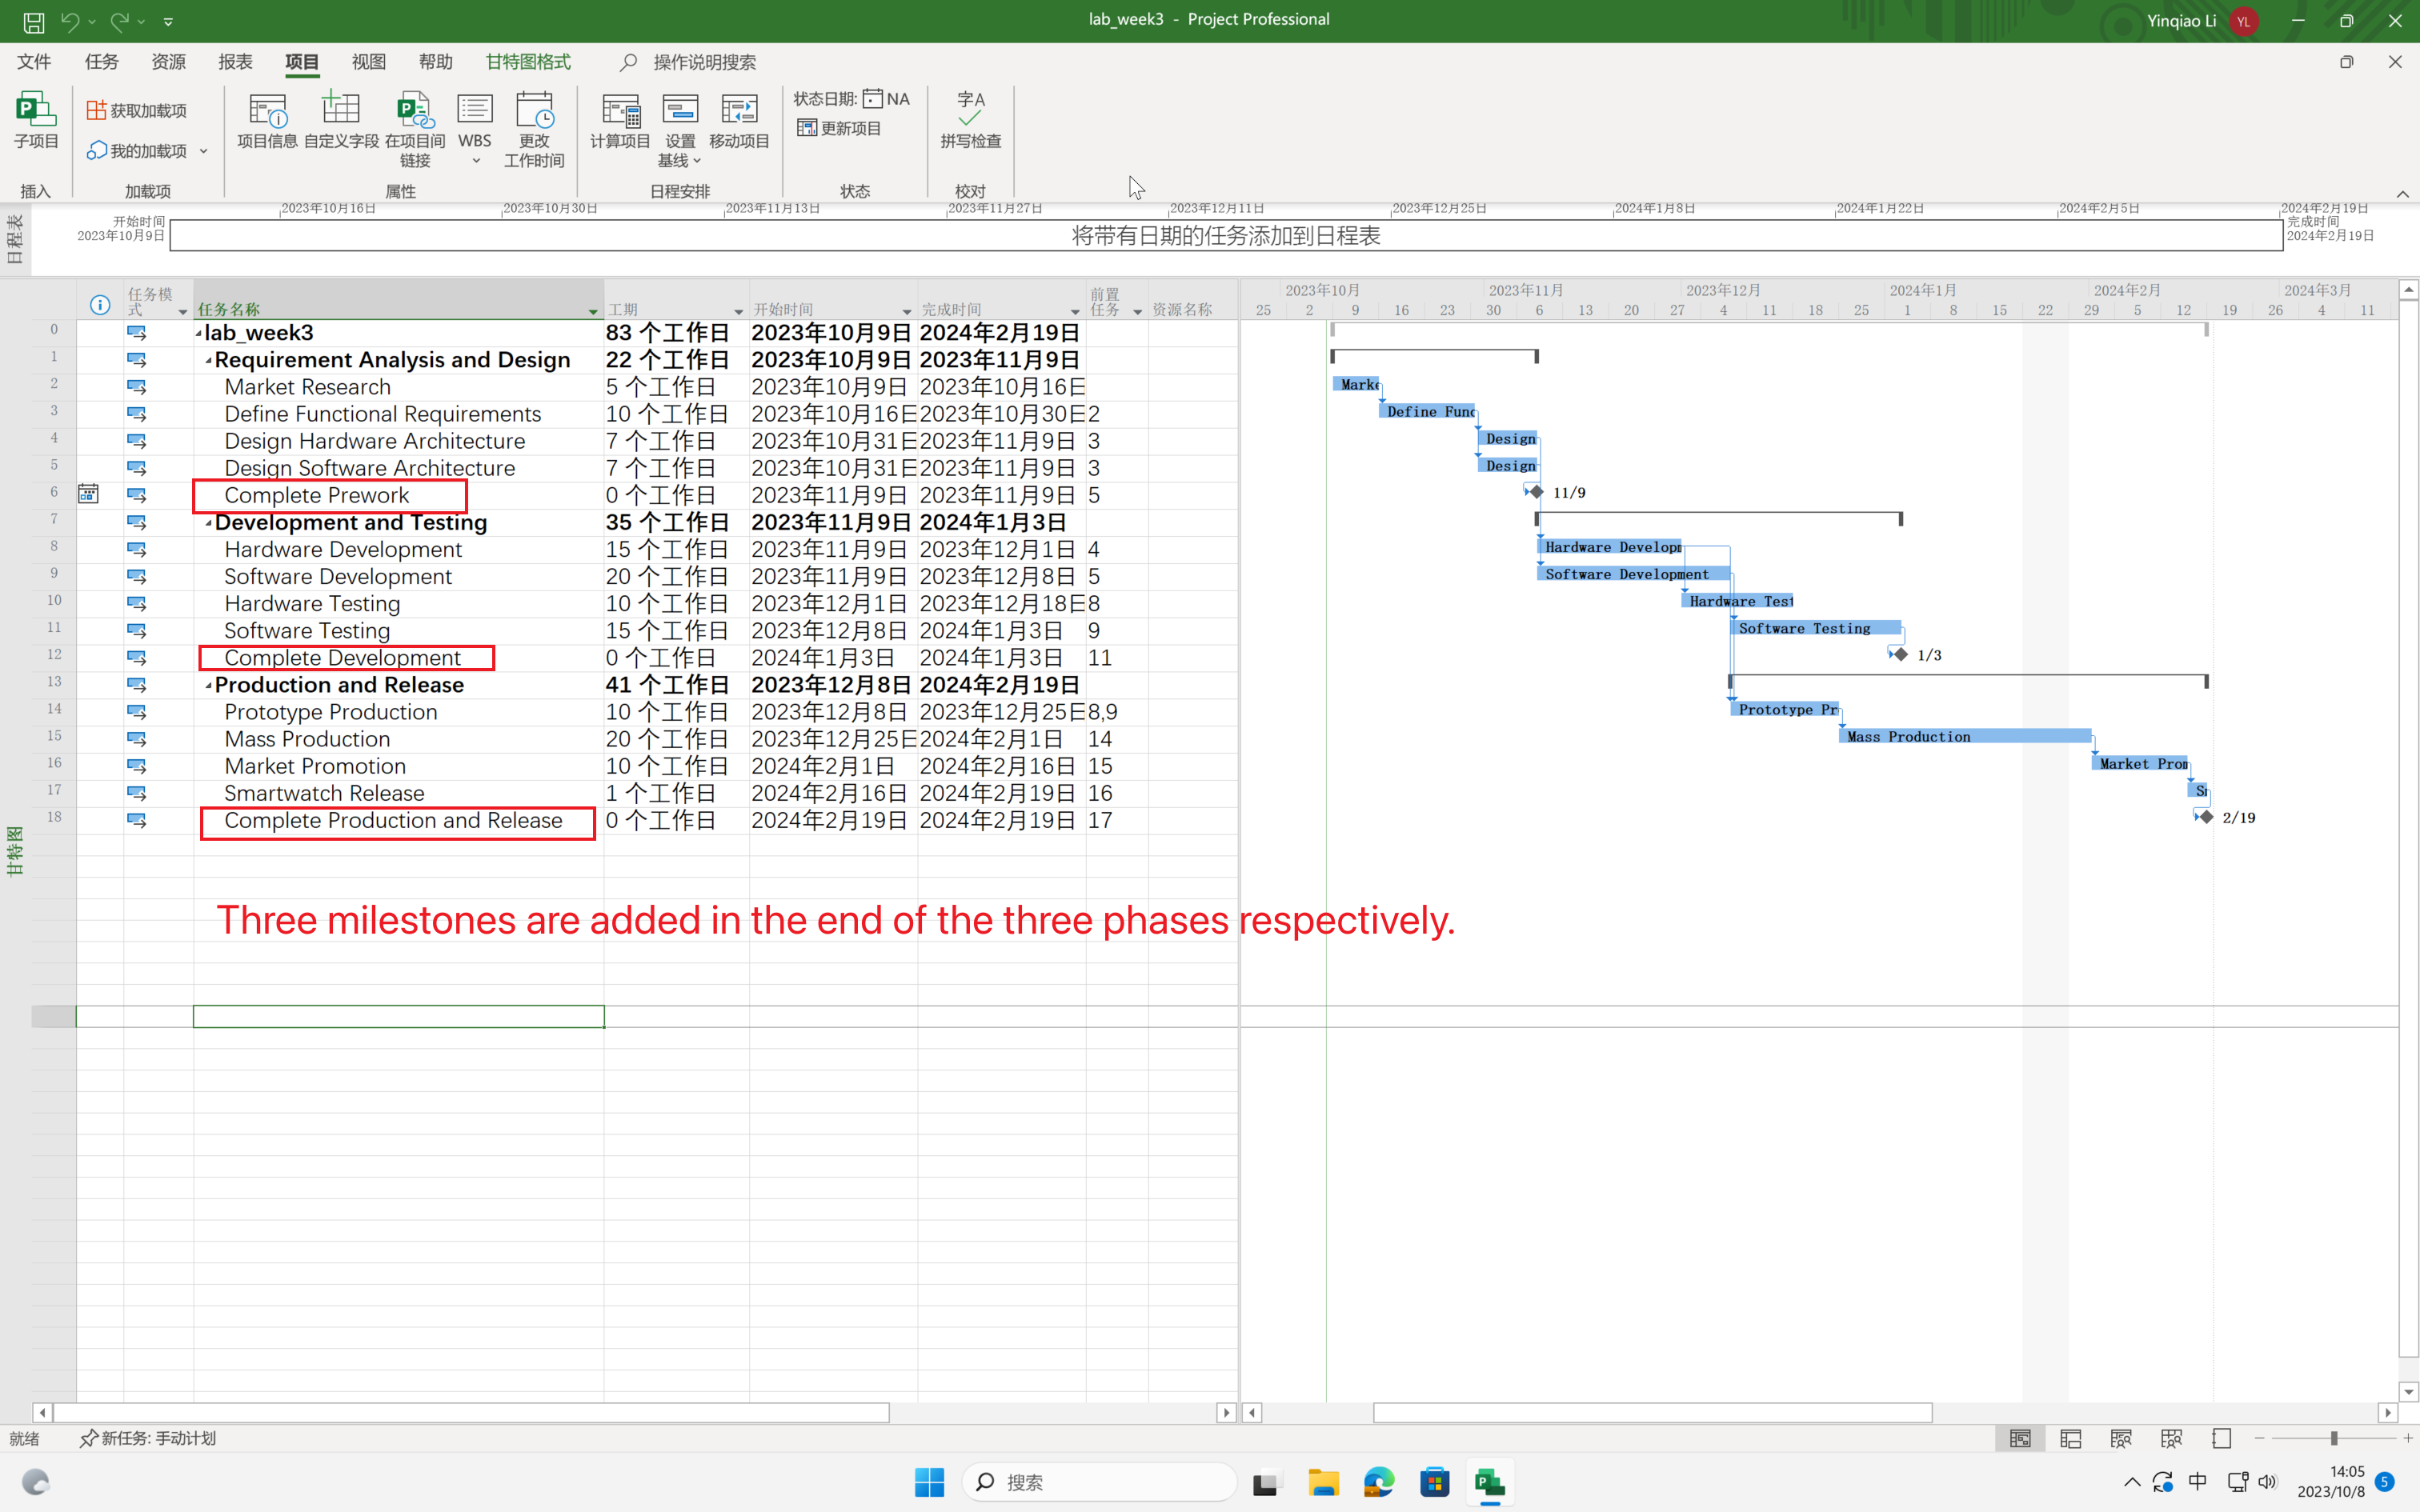 lab_week3 - Project Professional
Yinqiao Li YL
文件 任务 资源 报表 项目 视图 帮助 甘特图格式 操作说明搜索
子项目
获取加载项
我的加载项
项目信息 自定义字段 在项目间链接 WBS 更改工作时间
计算项目 设置基线 移动项目
状态日期: NA
更新项目
字A
拼写检查
插入 加载项 属性 日程安排 状态 校对
日程表
2023年10月16日 2023年10月30日 2023年11月13日 2023年11月27日 2023年12月11日 2023年12月25日 2024年1月8日 2024年1月22日 2024年2月5日 2024年2月19日
开始时间
2023年10月9日
将带有日期的任务添加到日程表
完成时间
2024年2月19日
任务模式 任务名称 工期 开始时间 完成时间 前置任务 资源名称
2023年10月 2023年11月 2023年12月 2024年1月 2024年2月 2024年3月
25 2 9 16 23 30 6 13 20 27 4 11 18 25 1 8 15 22 29 5 12 19 26 4 11
0 lab_week3 83 个工作日 2023年10月9日 2024年2月19日
1 Requirement Analysis and Design 22 个工作日 2023年10月9日 2023年11月9日
2 Market Research 5 个工作日 2023年10月9日 2023年10月16日
3 Define Functional Requirements 10 个工作日 2023年10月16日 2023年10月30日 2
4 Design Hardware Architecture 7 个工作日 2023年10月31日 2023年11月9日 3
5 Design Software Architecture 7 个工作日 2023年10月31日 2023年11月9日 3
6 Complete Prework 0 个工作日 2023年11月9日 2023年11月9日 5
7 Development and Testing 35 个工作日 2023年11月9日 2024年1月3日
8 Hardware Development 15 个工作日 2023年11月9日 2023年12月1日 4
9 Software Development 20 个工作日 2023年11月9日 2023年12月8日 5
10 Hardware Testing 10 个工作日 2023年12月1日 2023年12月18日 8
11 Software Testing 15 个工作日 2023年12月8日 2024年1月3日 9
12 Complete Development 0 个工作日 2024年1月3日 2024年1月3日 11
13 Production and Release 41 个工作日 2023年12月8日 2024年2月19日
14 Prototype Production 10 个工作日 2023年12月8日 2023年12月25日 8,9
15 Mass Production 20 个工作日 2023年12月25日 2024年2月1日 14
16 Market Promotion 10 个工作日 2024年2月1日 2024年2月16日 15
17 Smartwatch Release 1 个工作日 2024年2月16日 2024年2月19日 16
18 Complete Production and Release 0 个工作日 2024年2月19日 2024年2月19日 17
Marke
Define Func
Design
Design
11/9
Hardware Developm
Software Development
Hardware Test
Software Testing
1/3
Prototype Pr
Mass Production
Market Prom
Sm
2/19
甘特图
Three milestones are added in the end of the three phases respectively.
就绪 新任务: 手动计划
搜索
中
14:05
2023/10/8
5